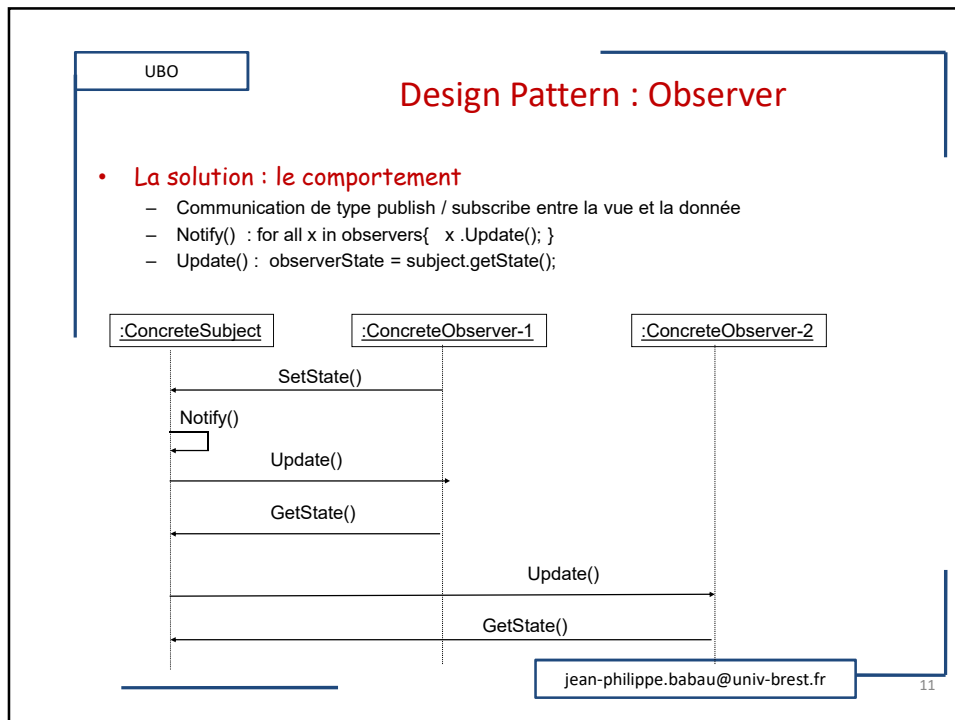 UBO
Design Pattern : Observer
• La solution : le comportement
– Communication de type publish / subscribe entre la vue et la donnée
– Notify() : for all x in observers{ x .Update(); }
– Update() : observerState = subject.getState();
:ConcreteSubject
:ConcreteObserver-1
:ConcreteObserver-2
SetState()
Notify()
Update()
GetState()
Update()
GetState()
jean-philippe.babau@univ-brest.fr
11